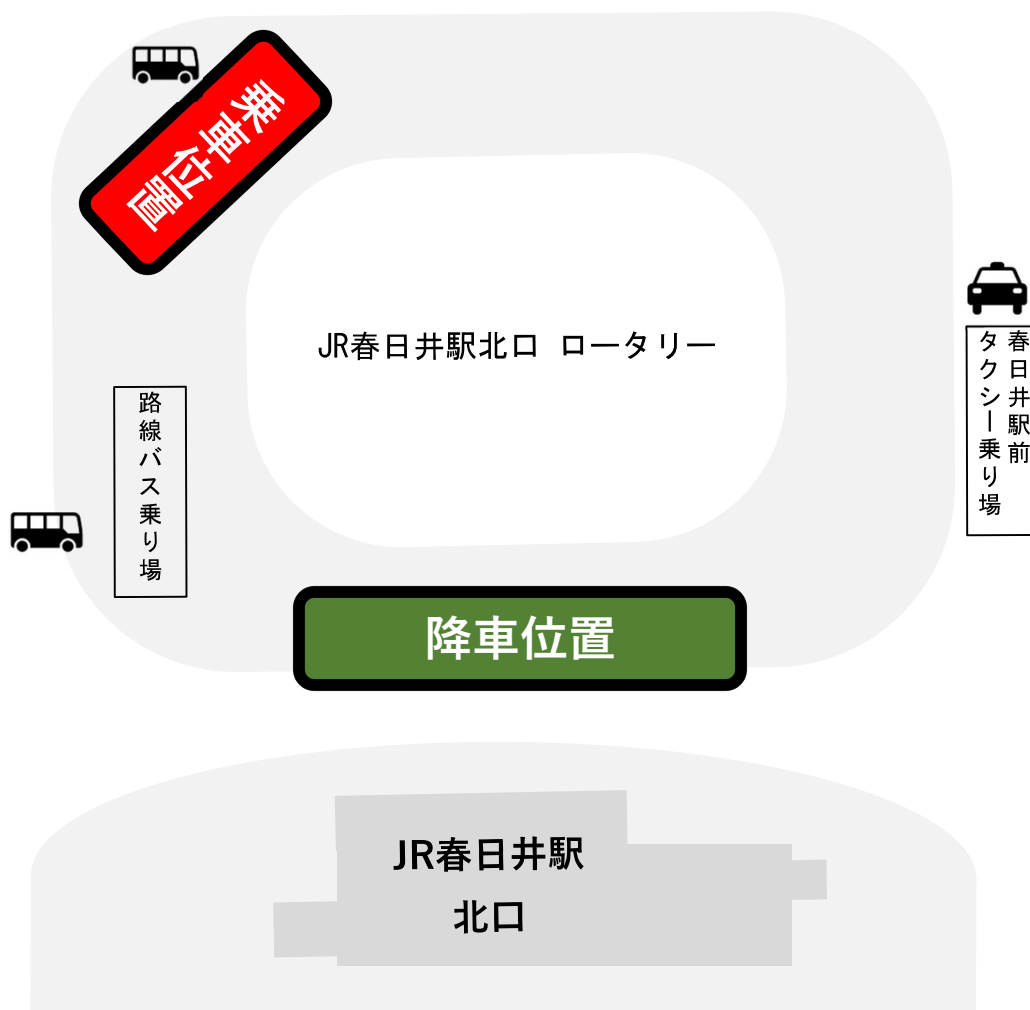 乗車位置
JR春日井駅北口 ロータリー
路線バス乗り場
春日井駅前
タクシー乗り場
降車位置
JR春日井駅
北口